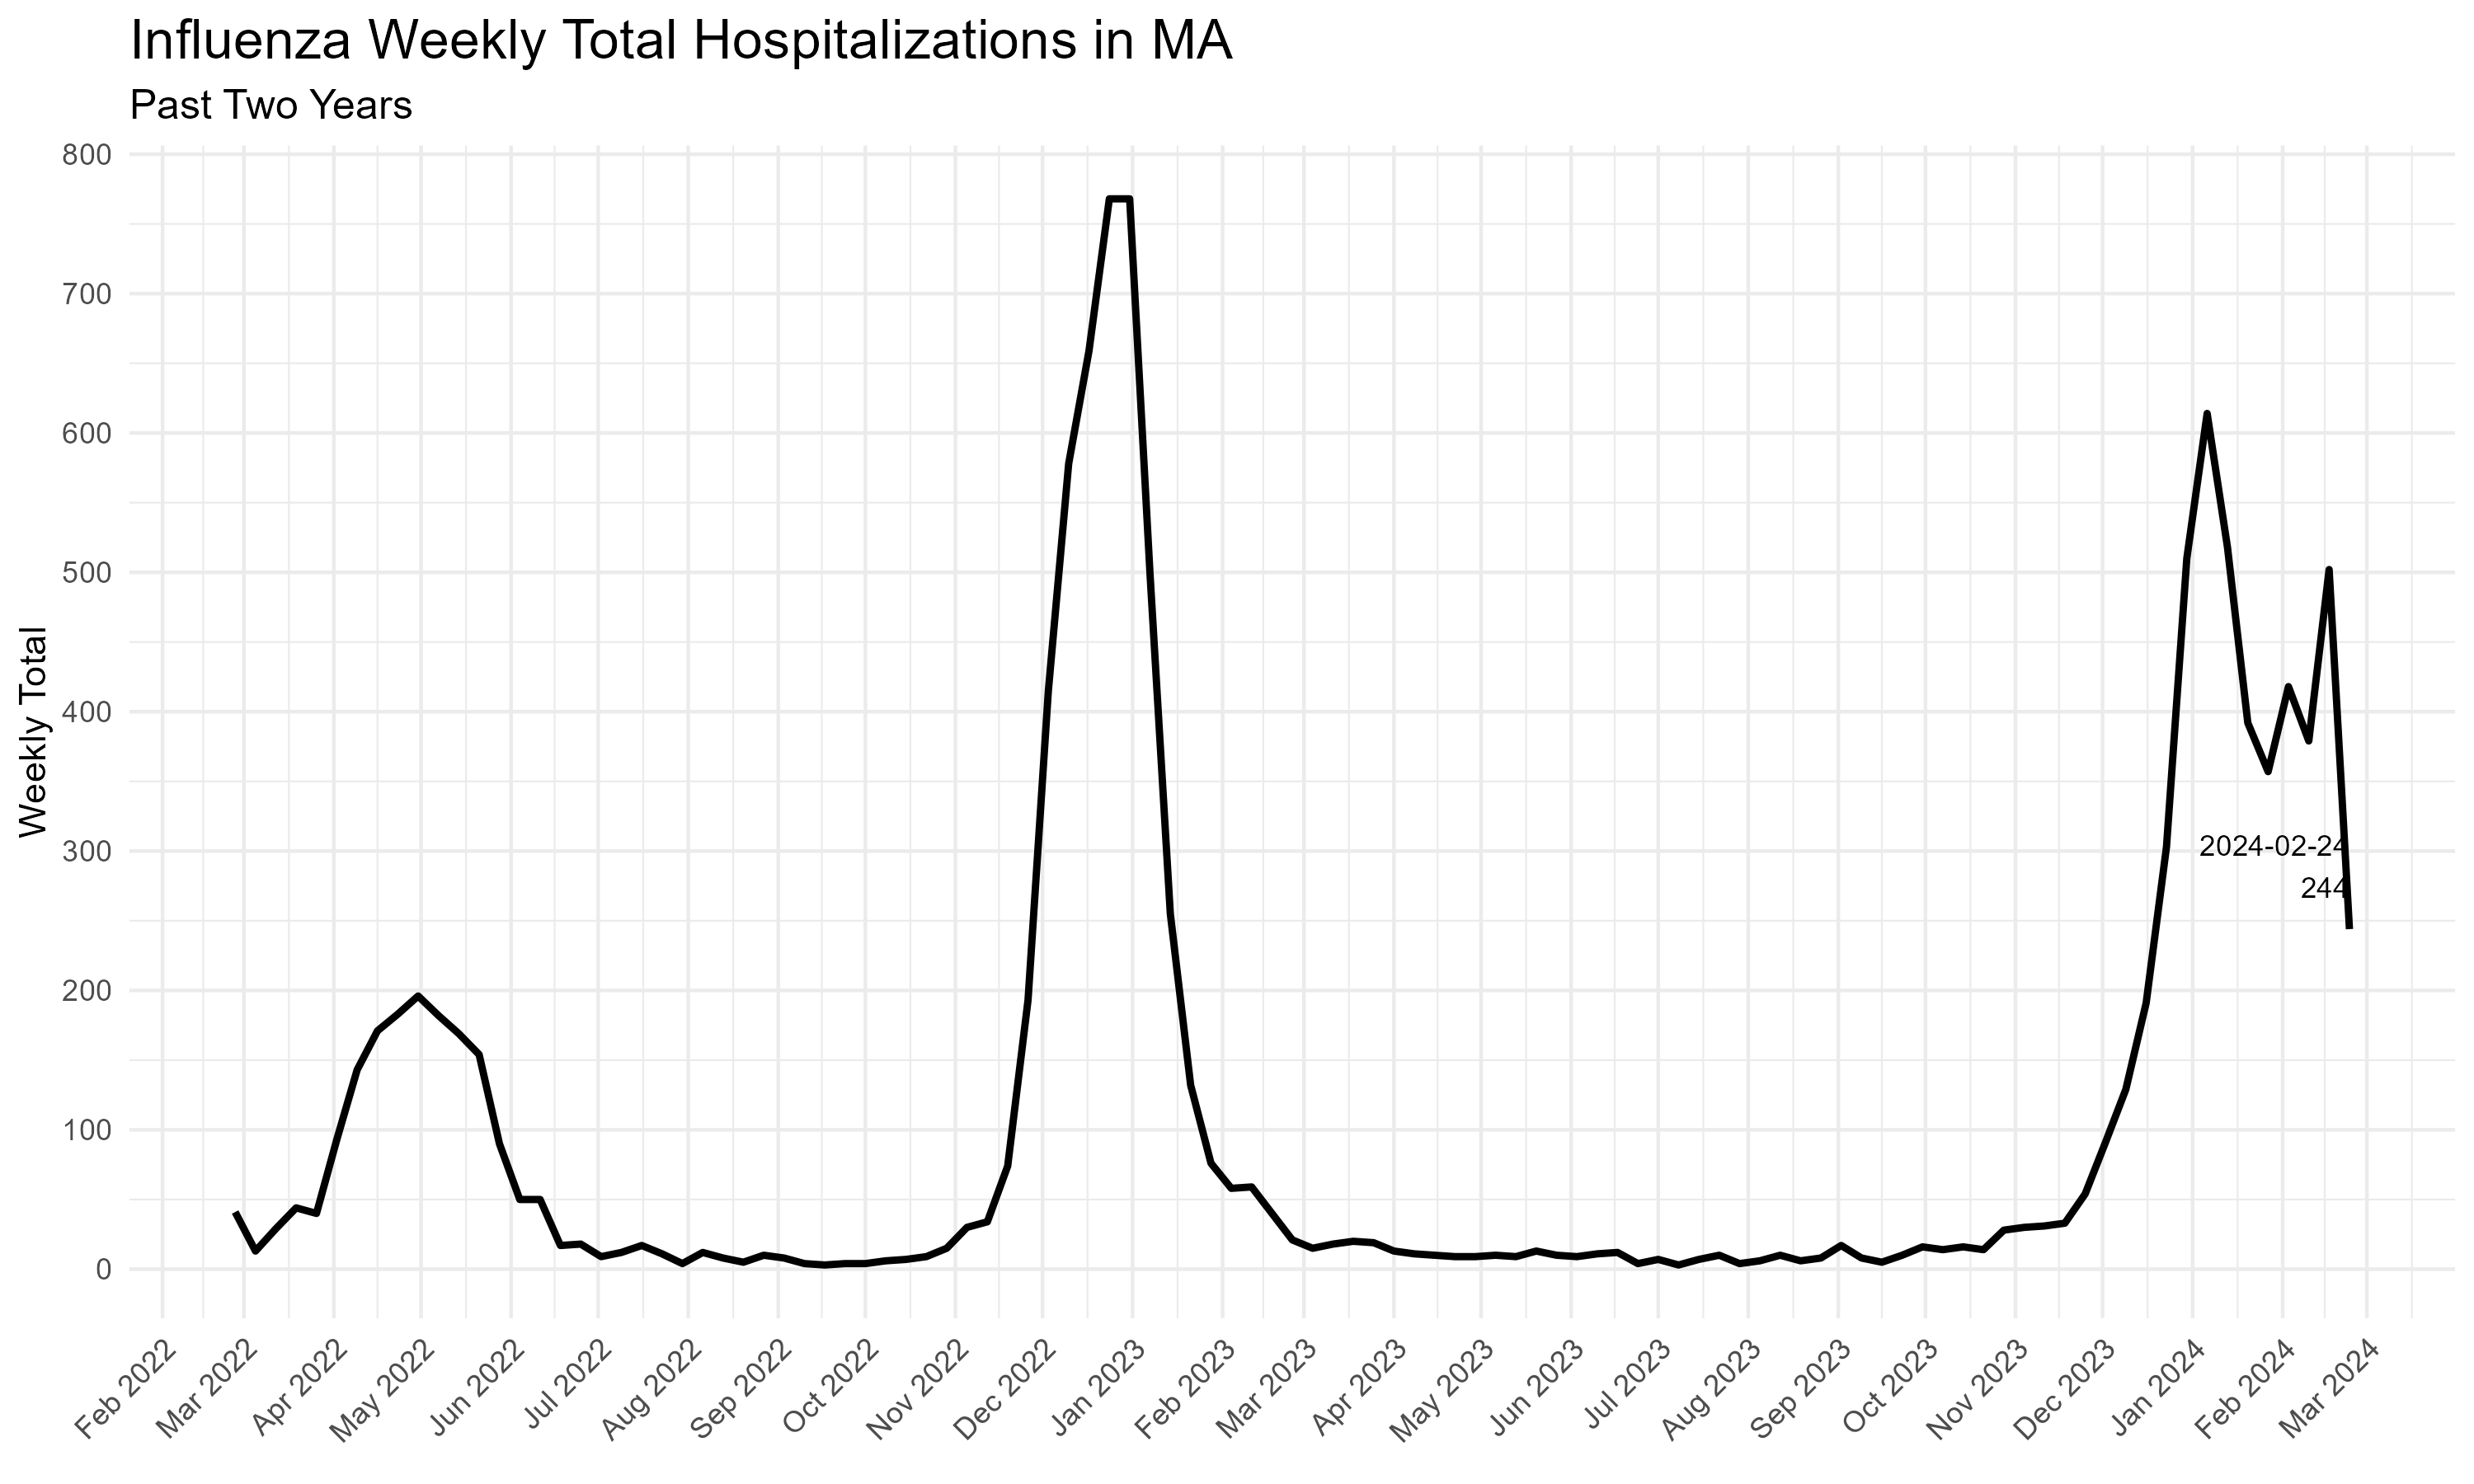 Influenza Weekly Total Hospitalizations in MA
Past Two Years
800
700
600
500
400
300
200
100
0
Weekly Total
2024-02-24
244
Feb 2022
Mar 2022
Apr 2022
May 2022
Jun 2022
Jul 2022
Aug 2022
Sep 2022
Oct 2022
Nov 2022
Dec 2022
Jan 2023
Feb 2023
Mar 2023
Apr 2023
May 2023
Jun 2023
Jul 2023
Aug 2023
Sep 2023
Oct 2023
Nov 2023
Dec 2023
Jan 2024
Feb 2024
Mar 2024